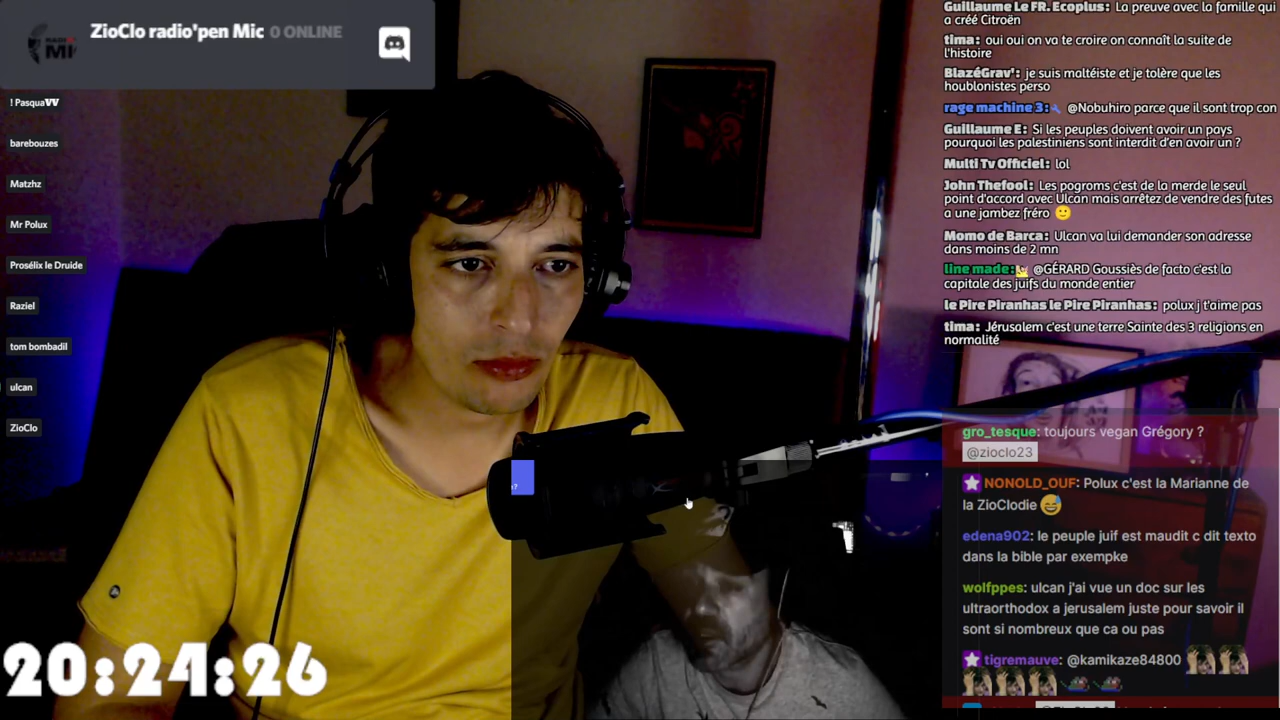 ZioClo radio'pen Mic 0 ONLINE
MI
! PasquaVV
barebouzes
Matzhz
Mr Polux
Prosélix le Druide
Raziel
tom bombadil
ulcan
ZioClo
20:24:26
Guillaume Le FR. Ecoplus: La preuve avec la famille qui
a créé Citroën
tima: oui oui on va te croire on connaît la suite de
l'histoire
BlazéGrav': je suis maltéiste et je tolère que les
houblonistes perso
rage machine 3: @Nobuhiro parce que il sont trop con
Guillaume E: Si les peuples doivent avoir un pays
pourquoi les palestiniens sont interdit d'en avoir un ?
Multi Tv Officiel: lol
John Thefool: Les pogroms c'est de la merde le seul
point d'accord avec Ulcan mais arrêtez de vendre des futes
a une jambez fréro 🙂
Momo de Barca: Ulcan va lui demander son adresse
dans moins de 2 mn
line made: @GÉRARD Goussiès de facto c'est la
capitale des juifs du monde entier
le Pire Piranhas le Pire Piranhas: polux j t'aime pas
tima: Jérusalem c'est une terre Sainte des 3 religions en
normalité
gro_tesque: toujours vegan Grégory ?
@zioclo23
NONOLD_OUF: Polux c'est la Marianne de
la ZioClodie 😅
edena902: le peuple juif est maudit c dit texto
dans la bible par exempke
wolfppes: ulcan j'ai vue un doc sur les
ultraorthodox a jerusalem juste pour savoir il
sont si nombreux que ca ou pas
tigremauve: @kamikaze84800